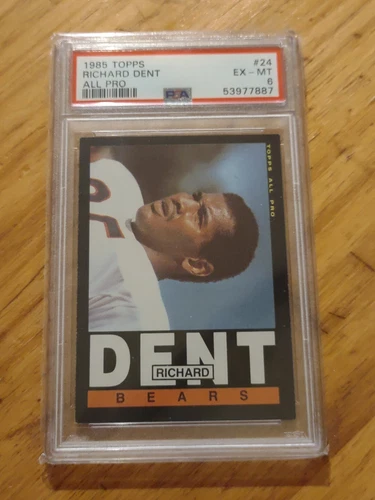 1985 TOPPS #24
RICHARD DENT EX-MT
ALL PRO 6
PSA 53977887
TOPPS ALL PRO
DENT
RICHARD
BEARS